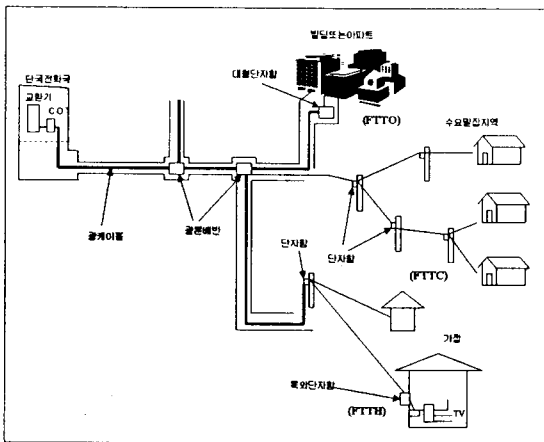 빌딩또는아파트
단국전화국
대형단자함
교환기
C O T
(FTTO)
수요밀집지역
광케이블
광분배반
단자함
단자함
(FTTC)
가정
옥외단자함
(FTTH)
TV